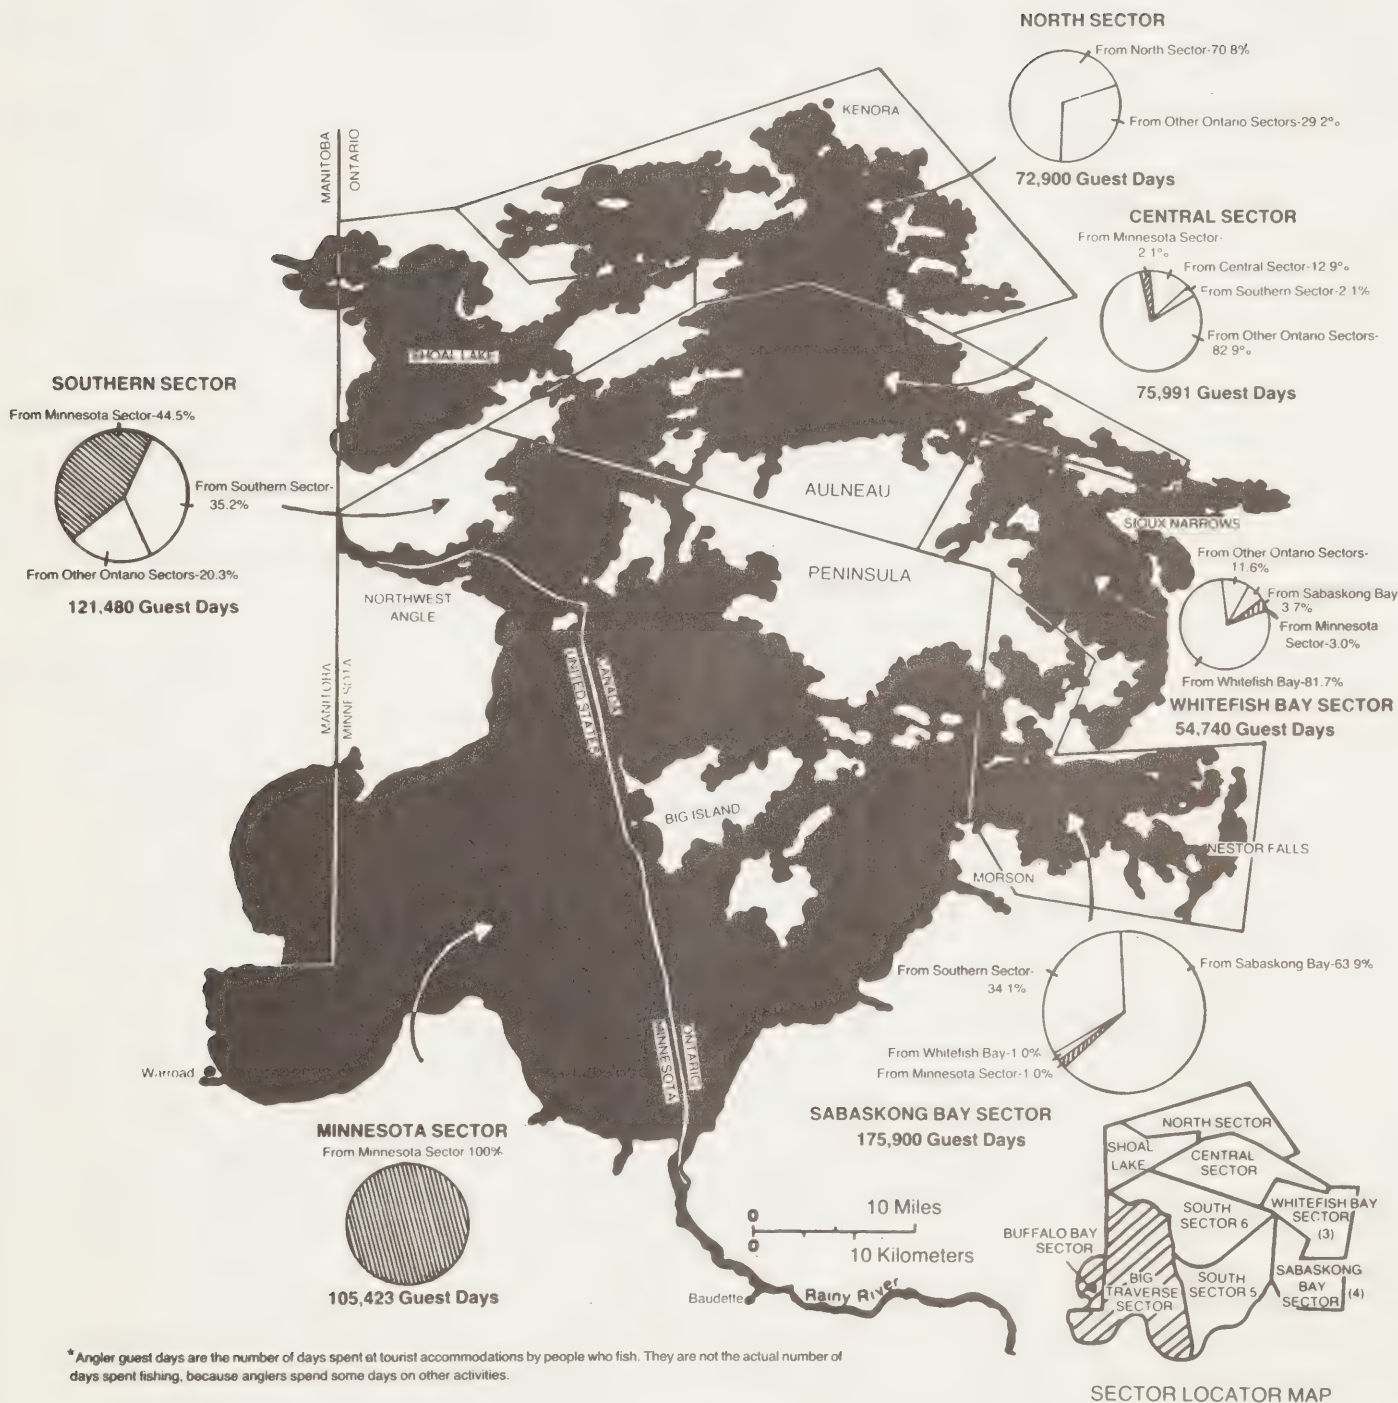 NORTH SECTOR
From North Sector-70 8%
From Other Ontario Sectors-29 2%
72,900 Guest Days
KENORA
MANITOBA
ONTARIO
CENTRAL SECTOR
From Minnesota Sector-
2 1%
From Central Sector-12 9%
From Southern Sector-2 1%
From Other Ontario Sectors-
82 9%
75,991 Guest Days
SHOAL LAKE
SOUTHERN SECTOR
From Minnesota Sector-44.5%
From Southern Sector-
35.2%
From Other Ontario Sectors-20.3%
121,480 Guest Days
AULNEAU
PENINSULA
SIOUX NARROWS
From Other Ontario Sectors-
11.6%
From Sabaskong Bay
3 7%
From Minnesota
Sector-3.0%
From Whitefish Bay-81.7%
WHITEFISH BAY SECTOR
54,740 Guest Days
NORTHWEST
ANGLE
MANITOBA
MINNESOTA
UNITED STATES
CANADA
BIG ISLAND
NESTOR FALLS
MORSON
From Southern Sector-
34 1%
From Sabaskong Bay-63 9%
From Whitefish Bay-1 0%
From Minnesota Sector-1 0%
SABASKONG BAY SECTOR
175,900 Guest Days
MINNESOTA
ONTARIO
Warroad
MINNESOTA SECTOR
From Minnesota Sector 100%
105,423 Guest Days
0
10 Miles
0
10 Kilometers
Baudette
Rainy River
NORTH SECTOR
SHOAL
LAKE
CENTRAL
SECTOR
SOUTH
SECTOR 6
WHITEFISH BAY
SECTOR
(3)
BUFFALO BAY
SECTOR
BIG
TRAVERSE
SECTOR
SOUTH
SECTOR 5
SABASKONG
BAY
SECTOR (4)
SECTOR LOCATOR MAP
*Angler guest days are the number of days spent at tourist accommodations by people who fish. They are not the actual number of
days spent fishing, because anglers spend some days on other activities.